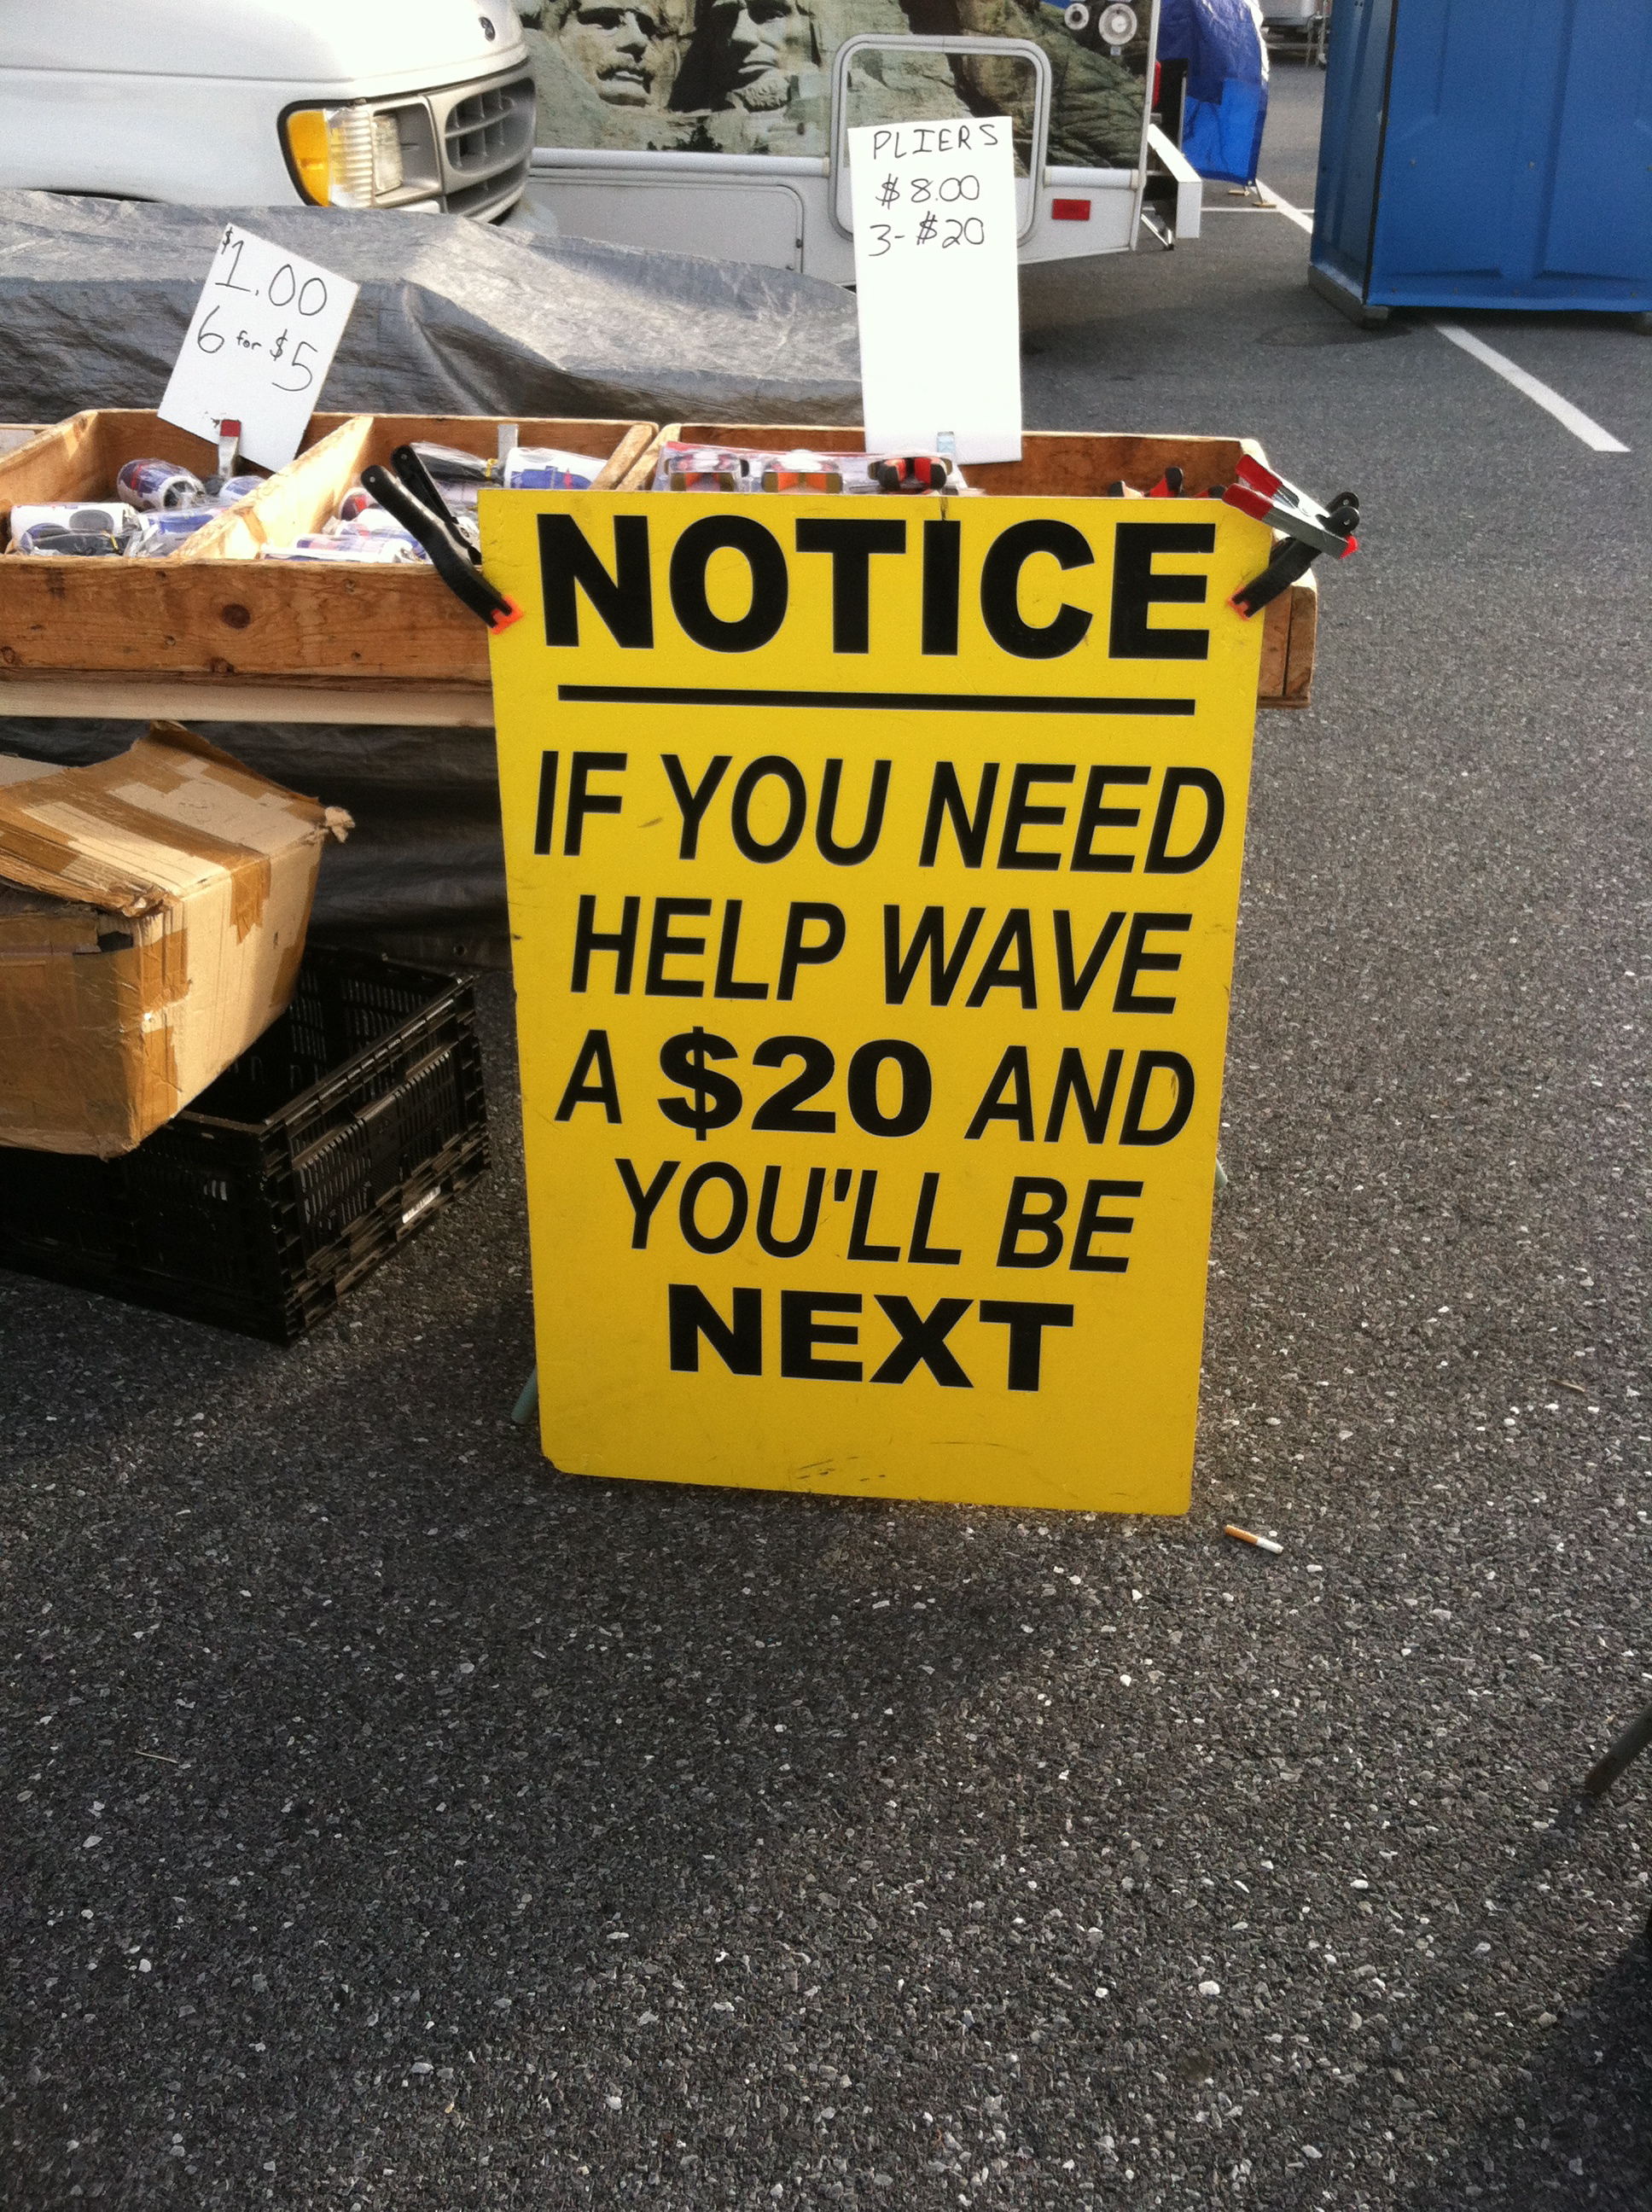 PLIERS
$8.00
3-$20
$1.00
6 for $5
NOTICE
IF YOU NEED
HELP WAVE
A $20 AND
YOU'LL BE
NEXT